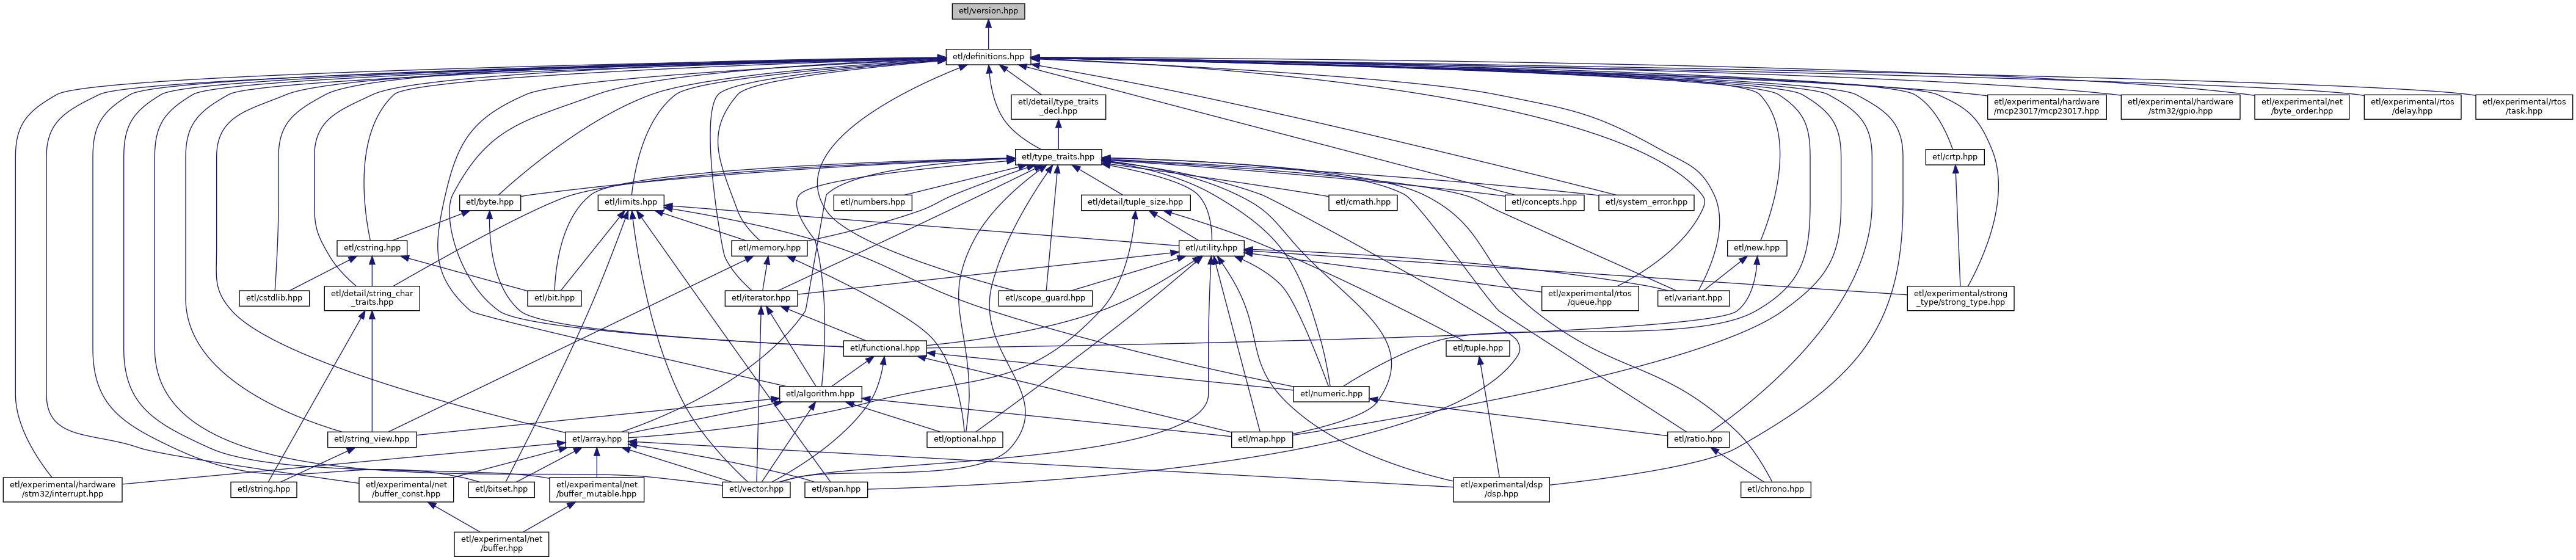 etl/version.hpp
etl/definitions.hpp
etl/detail/type_traits
_decl.hpp
etl/experimental/hardware
/mcp23017/mcp23017.hpp
etl/experimental/hardware
/stm32/gpio.hpp
etl/experimental/net
/byte_order.hpp
etl/experimental/rtos
/delay.hpp
etl/experimental/rtos
/task.hpp
etl/type_traits.hpp
etl/crtp.hpp
etl/byte.hpp
etl/limits.hpp
etl/numbers.hpp
etl/detail/tuple_size.hpp
etl/cmath.hpp
etl/concepts.hpp
etl/system_error.hpp
etl/cstring.hpp
etl/memory.hpp
etl/utility.hpp
etl/new.hpp
etl/cstdlib.hpp
etl/detail/string_char
_traits.hpp
etl/bit.hpp
etl/iterator.hpp
etl/scope_guard.hpp
etl/experimental/rtos
/queue.hpp
etl/variant.hpp
etl/experimental/strong
_type/strong_type.hpp
etl/functional.hpp
etl/tuple.hpp
etl/algorithm.hpp
etl/numeric.hpp
etl/string_view.hpp
etl/array.hpp
etl/optional.hpp
etl/map.hpp
etl/ratio.hpp
etl/experimental/hardware
/stm32/interrupt.hpp
etl/string.hpp
etl/experimental/net
/buffer_const.hpp
etl/bitset.hpp
etl/experimental/net
/buffer_mutable.hpp
etl/vector.hpp
etl/span.hpp
etl/experimental/dsp
/dsp.hpp
etl/chrono.hpp
etl/experimental/net
/buffer.hpp